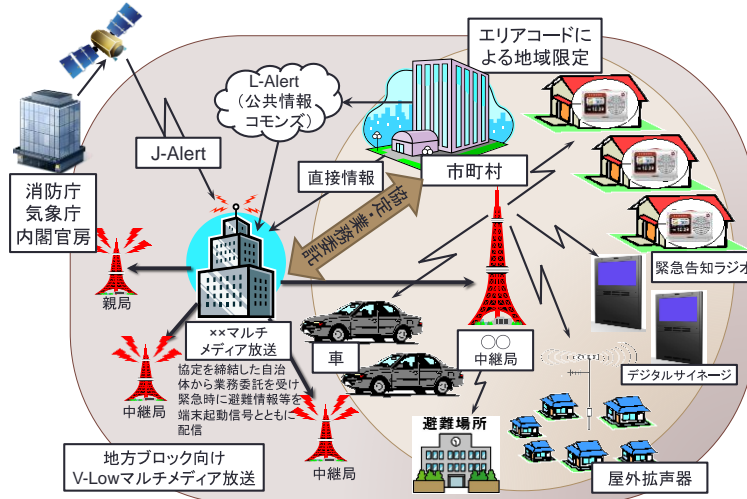 エリアコードに
よる地域限定
L-Alert
（公共情報
コモンズ）
J-Alert
消防庁
気象庁
内閣官房
直接情報
市町村
協定・業務委託
緊急告知ラジオ
親局
××マルチ
メディア放送
車
〇〇
中継局
デジタルサイネージ
協定を締結した自治
体から業務委託を受け
緊急時に避難情報等を
端末起動信号とともに
配信
中継局
避難場所
地方ブロック向け
V-Lowマルチメディア放送
中継局
屋外拡声器